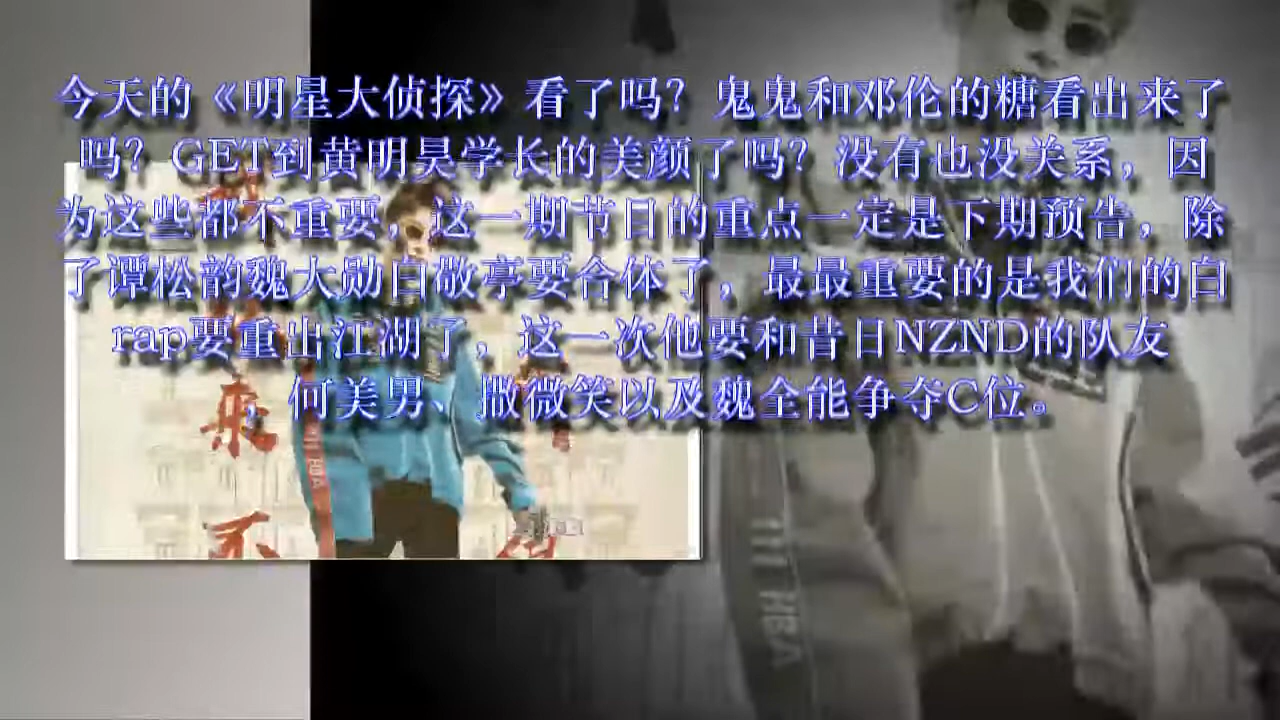 今天的《明星大侦探》看了吗？鬼鬼和邓伦的糖看出来了
吗？GET到黄明昊学长的美颜了吗？没有也没关系，因
为这些都不重要，这一期节目的重点一定是下期预告，除
了谭松韵魏大勋白敬亭要合体了，最最重要的是我们的白
rap要重出江湖了，这一次他要和昔日NZND的队友
，何美男、撒微笑以及魏全能争夺C位。
来
不
HBA
HBA